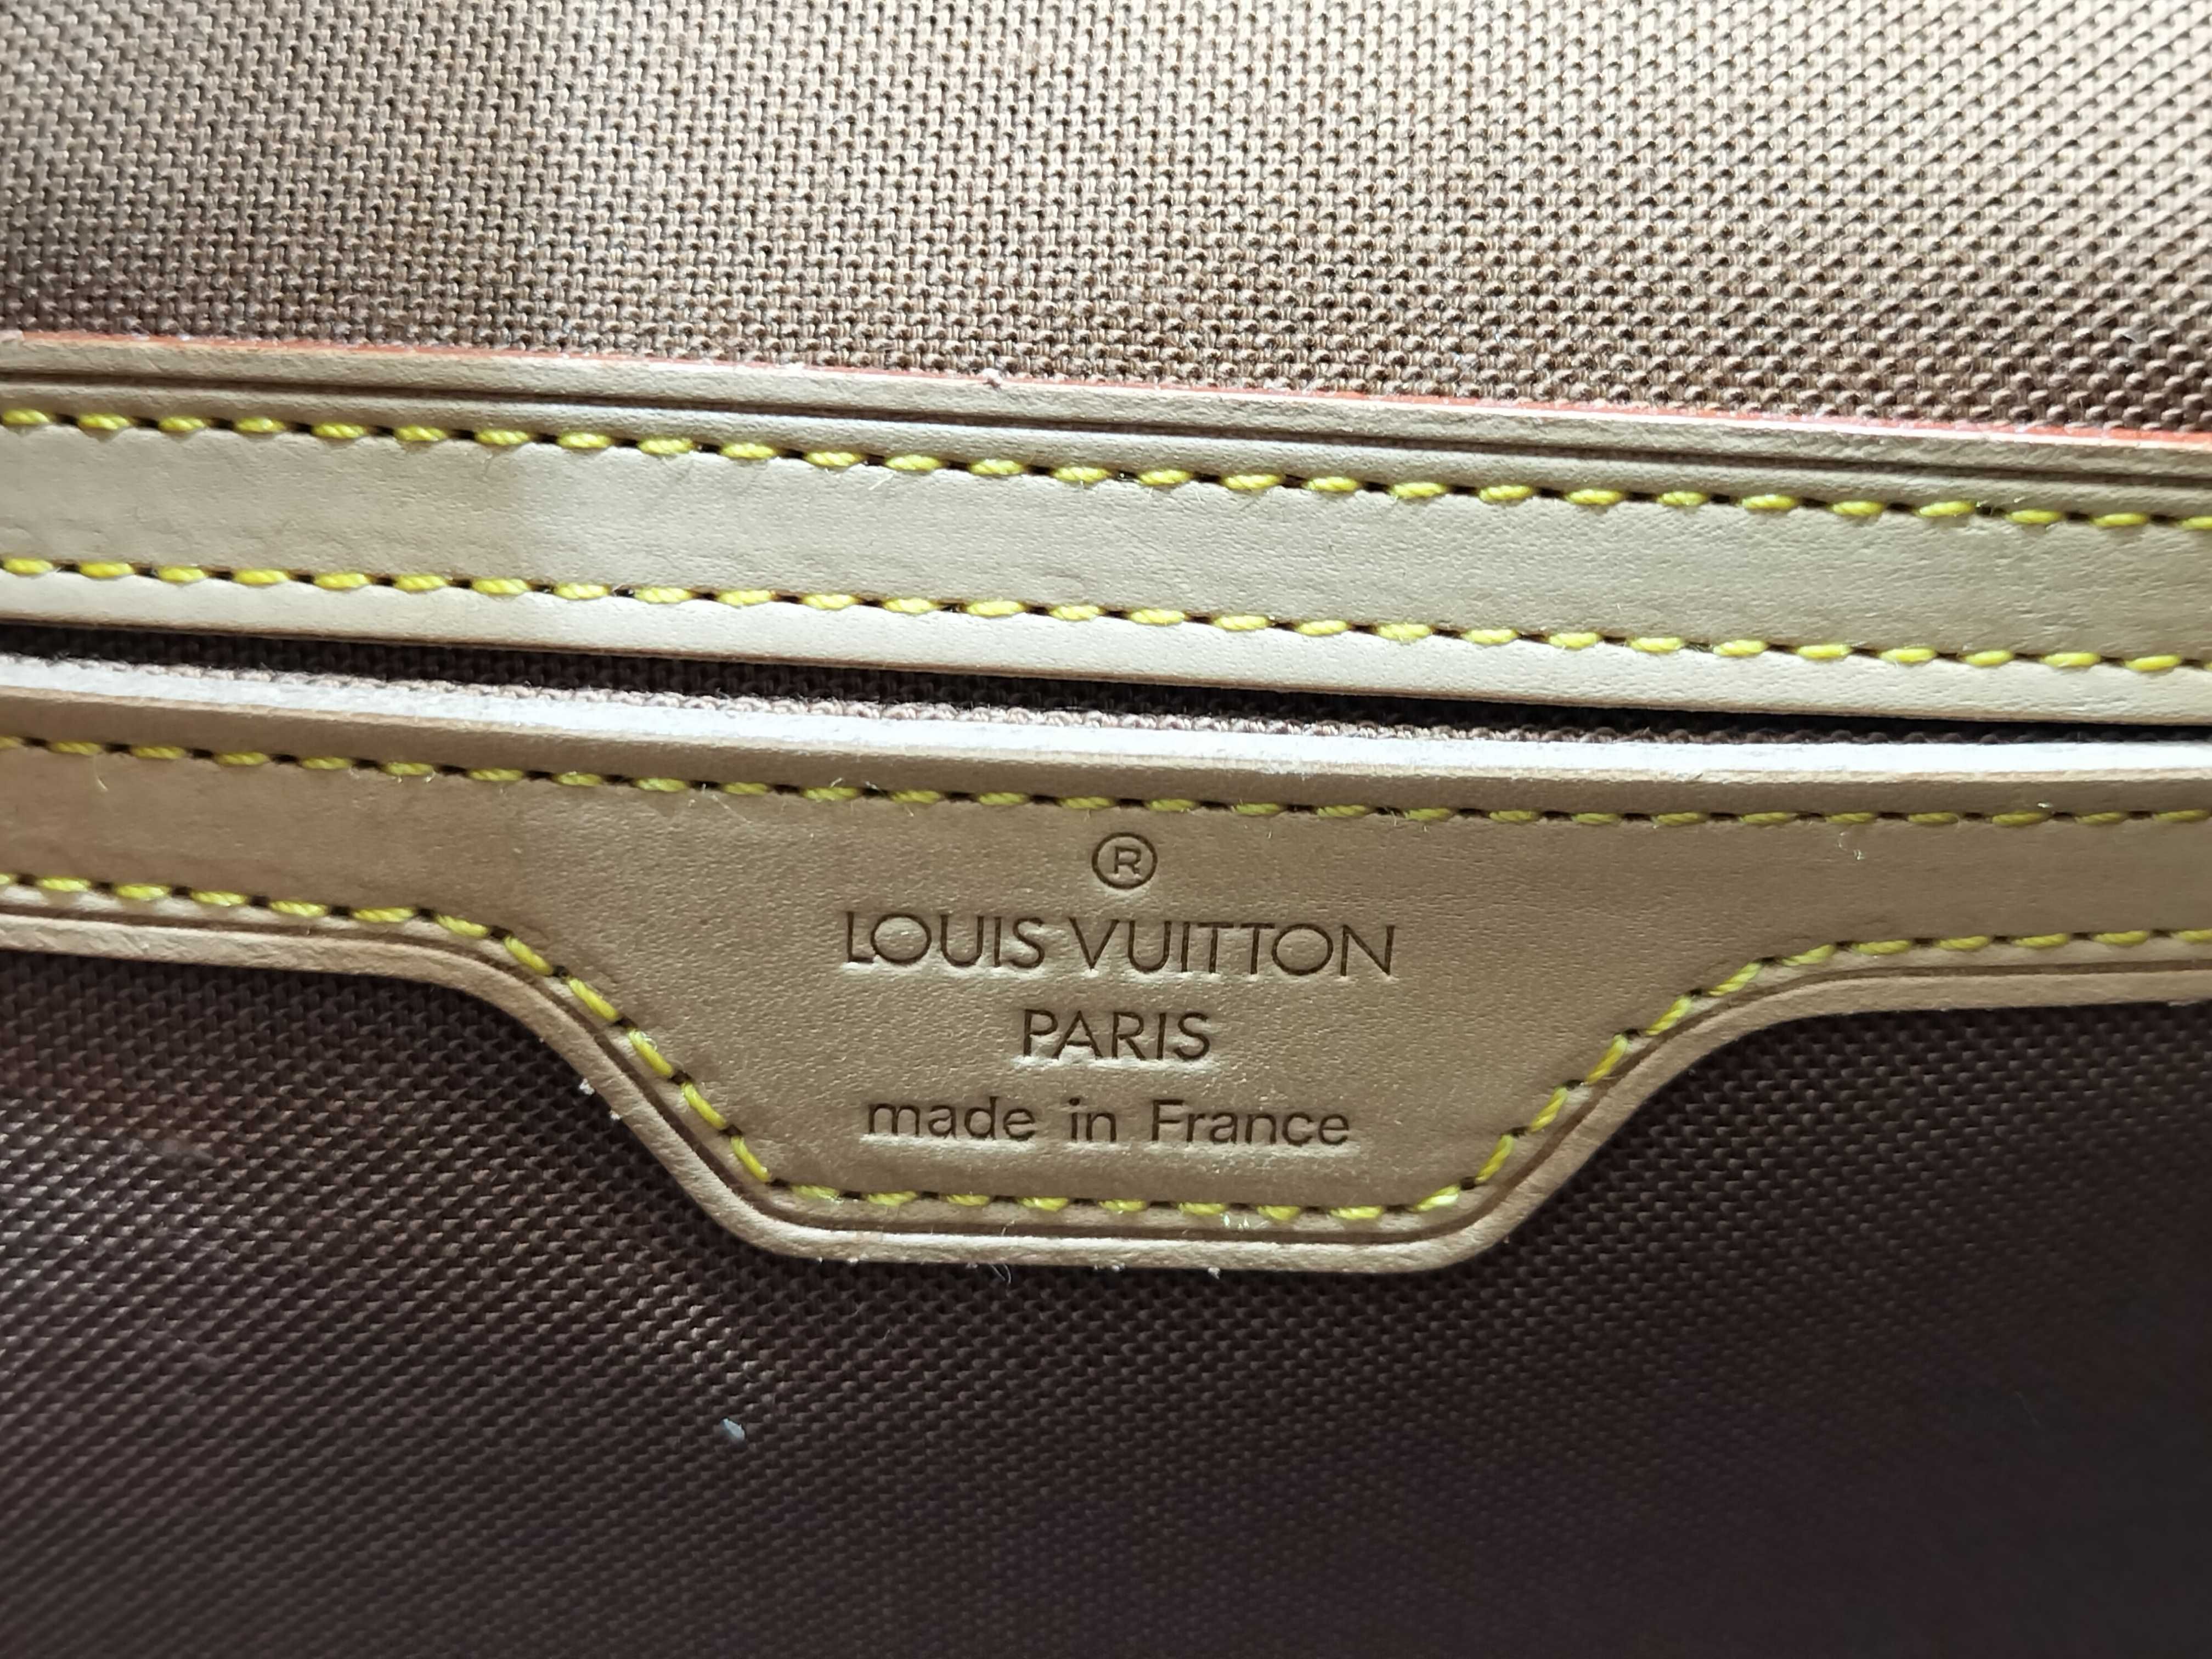 ®
LOUIS VUITTON
PARIS
made in France